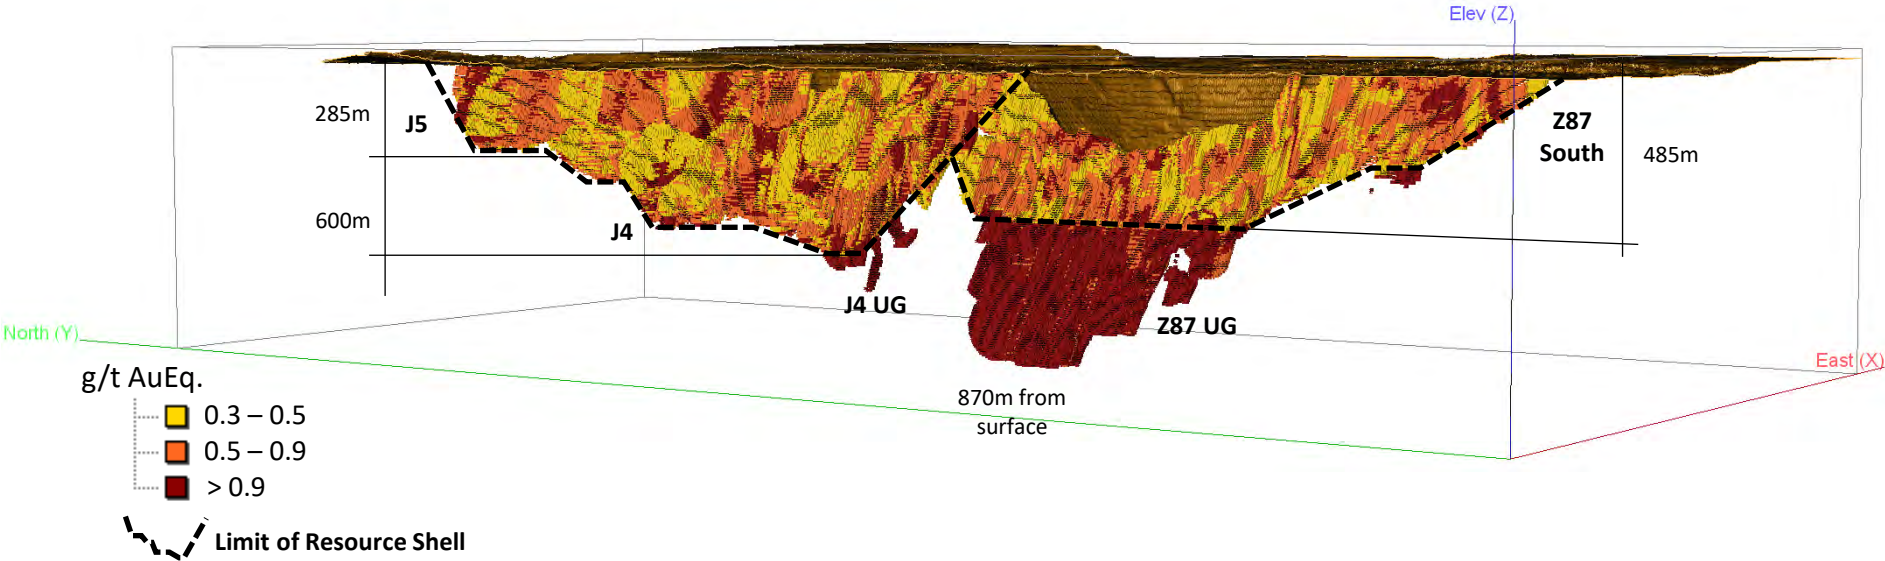 Elev (Z)
285m
J5
Z87
South
485m
600m
J4
J4 UG
Z87 UG
North (Y)
East (X)
g/t AuEq.
0.3 – 0.5
0.5 – 0.9
> 0.9
870m from
surface
Limit of Resource Shell